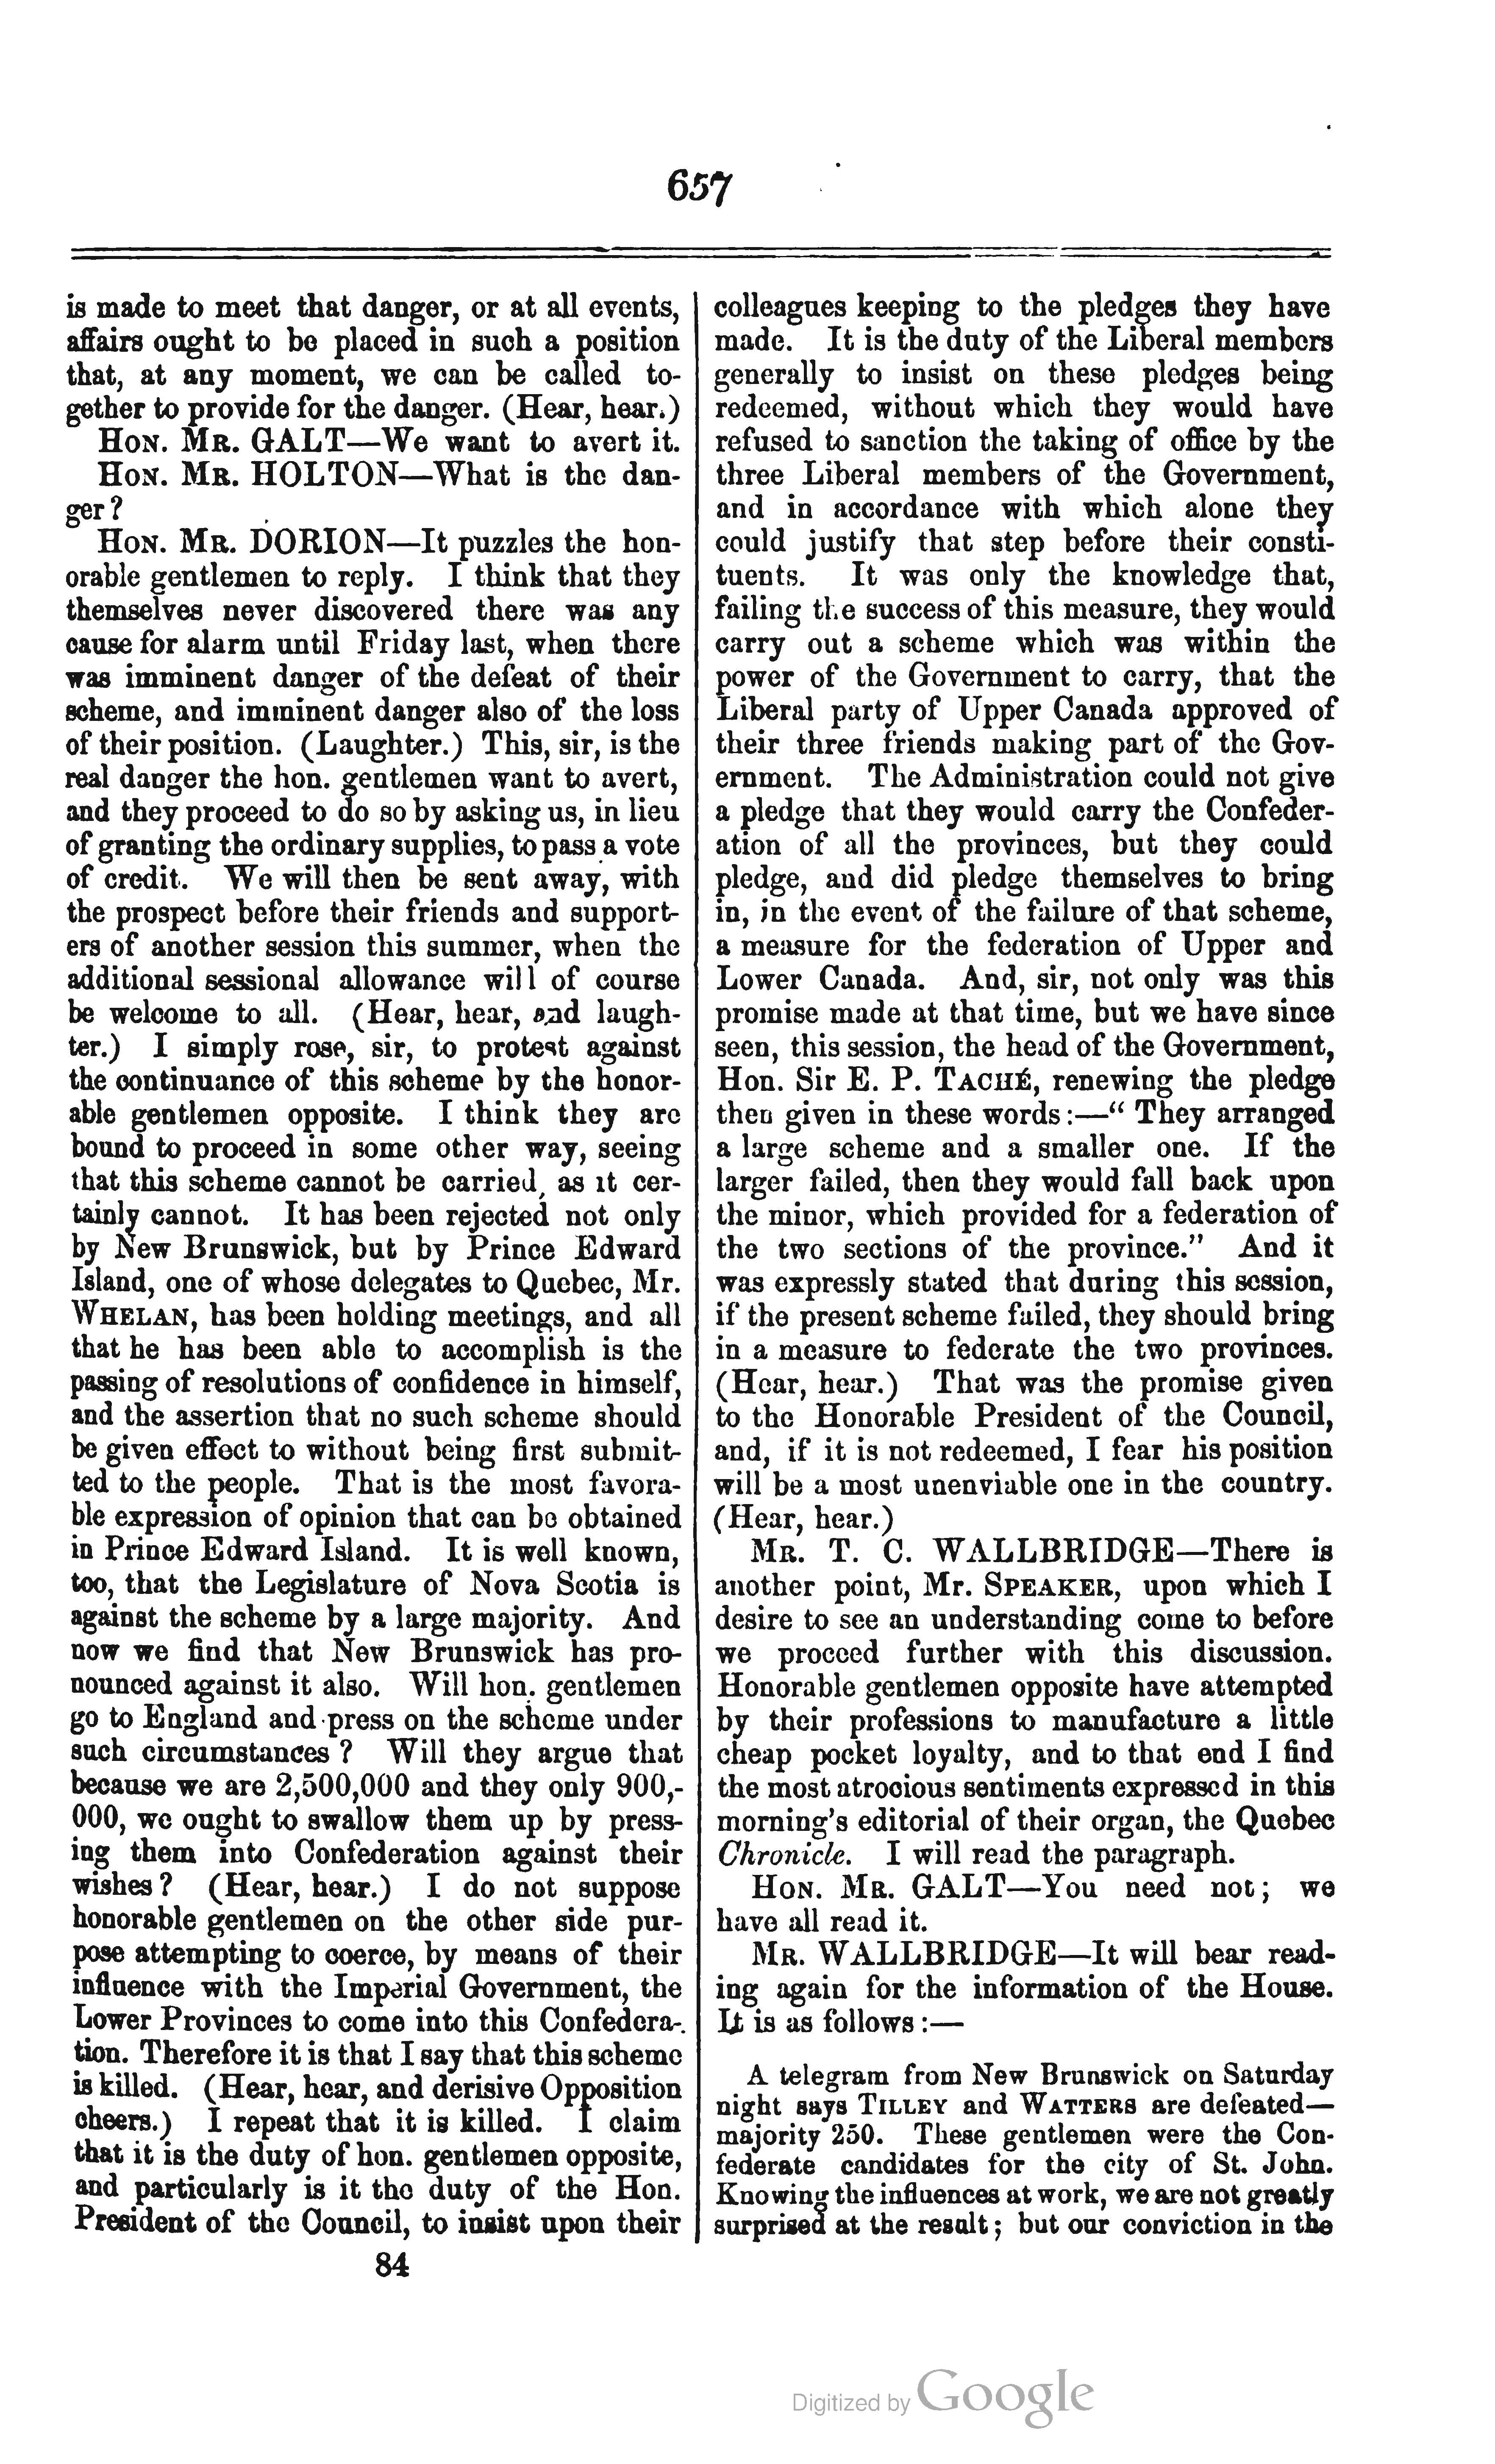 657
is made to meet that danger, or at all events,
affairs ought to be placed in such a position
that, at any moment, we can be called to-
gether to provide for the danger. (Hear, hear.)
HON. MR. GALT—We want to avert it.
HON. MR. HOLTON—What is the dan-
ger?
HON. MR. DORION—It puzzles the hon-
orable gentlemen to reply. I think that they
themselves never discovered there was any
cause for alarm until Friday last, when there
was imminent danger of the defeat of their
scheme, and imminent danger also of the loss
of their position. (Laughter.) This, sir, is the
real danger the hon. gentlemen want to avert,
and they proceed to do so by asking us, in lieu
of granting the ordinary supplies, to pass a vote
of credit. We will then be sent away, with
the prospect before their friends and support-
ers of another session this summer, when the
additional sessional allowance will of course
be welcome to all. (Hear, hear, and laugh-
ter.) I simply rose, sir, to protest against
the continuance of this scheme by the honor-
able gentlemen opposite. I think they are
bound to proceed in some other way, seeing
that this scheme cannot be carried, as it cer-
tainly cannot. It has been rejected not only
by New Brunswick, but by Prince Edward
Island, one of whose delegates to Quebec, Mr.
WHELAN, has been holding meetings, and all
that he has been able to accomplish is the
passing of resolutions of confidence in himself,
and the assertion that no such scheme should
be given effect to without being first submit-
ted to the people. That is the most favora-
ble expression of opinion that can be obtained
in Prince Edward Island. It is well known,
too, that the Legislature of Nova Scotia is
against the scheme by a large majority. And
now we find that New Brunswick has pro-
nounced against it also. Will hon. gentlemen
go to England and press on the scheme under
such circumstances? Will they argue that
because we are 2,500,000 and they only 900,-
000, we ought to swallow them up by press-
ing them into Confederation against their
wishes? (Hear, hear.) I do not suppose
honorable gentlemen on the other side pur-
pose attempting to coerce, by means of their
influence with the Imperial Government, the
Lower Provinces to come into this Confedera-
tion. Therefore it is that I say that this scheme
is killed. (Hear, hear, and derisive Opposition
cheers.) I repeat that it is killed. I claim
that it is the duty of hon. gentlemen opposite,
and particularly is it the duty of the Hon.
President of the Council, to insist upon their
84
colleagues keeping to the pledges they have
made. It is the duty of the Liberal members
generally to insist on these pledges being
redeemed, without which they would have
refused to sanction the taking of office by the
three Liberal members of the Government,
and in accordance with which alone they
could justify that step before their consti-
tuents. It was only the knowledge that,
failing the success of this measure, they would
carry out a scheme which was within the
power of the Government to carry, that the
Liberal party of Upper Canada approved of
their three friends making part of the Gov-
ernment. The Administration could not give
a pledge that they would carry the Confeder-
ation of all the provinces, but they could
pledge, and did pledge themselves to bring
in, in the event of the failure of that scheme,
a measure for the federation of Upper and
Lower Canada. And, sir, not only was this
promise made at that time, but we have since
seen, this session, the head of the Government,
Hon. Sir E. P. TACHÉ, renewing the pledge
then given in these words:—“They arranged
a large scheme and a smaller one. If the
larger failed, then they would fall back upon
the minor, which provided for a federation of
the two sections of the province.” And it
was expressly stated that during this session,
if the present scheme failed, they should bring
in a measure to federate the two provinces.
(Hear, hear.) That was the promise given
to the Honorable President of the Council,
and, if it is not redeemed, I fear his position
will be a most unenviable one in the country.
(Hear, hear.)
MR. T. C. WALLBRIDGE—There is
another point, Mr. SPEAKER, upon which I
desire to see an understanding come to before
we proceed further with this discussion.
Honorable gentlemen opposite have attempted
by their professions to manufacture a little
cheap pocket loyalty, and to that end I find
the most atrocious sentiments expressed in this
morning's editorial of their organ, the Quebec
Chronicle. I will read the paragraph.
HON. MR. GALT—You need not; we
have all read it.
MR. WALLBRIDGE—It will bear read-
ing again for the information of the House.
It is as follows:—
A telegram from New Brunswick on Saturday
night says TILLEY and WATTERS are defeated—
majority 250. These gentlemen were the Con-
federate candidates for the city of St. John.
Knowing the influences at work, we are not greatly
surprised at the result; but our conviction in the
Digitized by Google